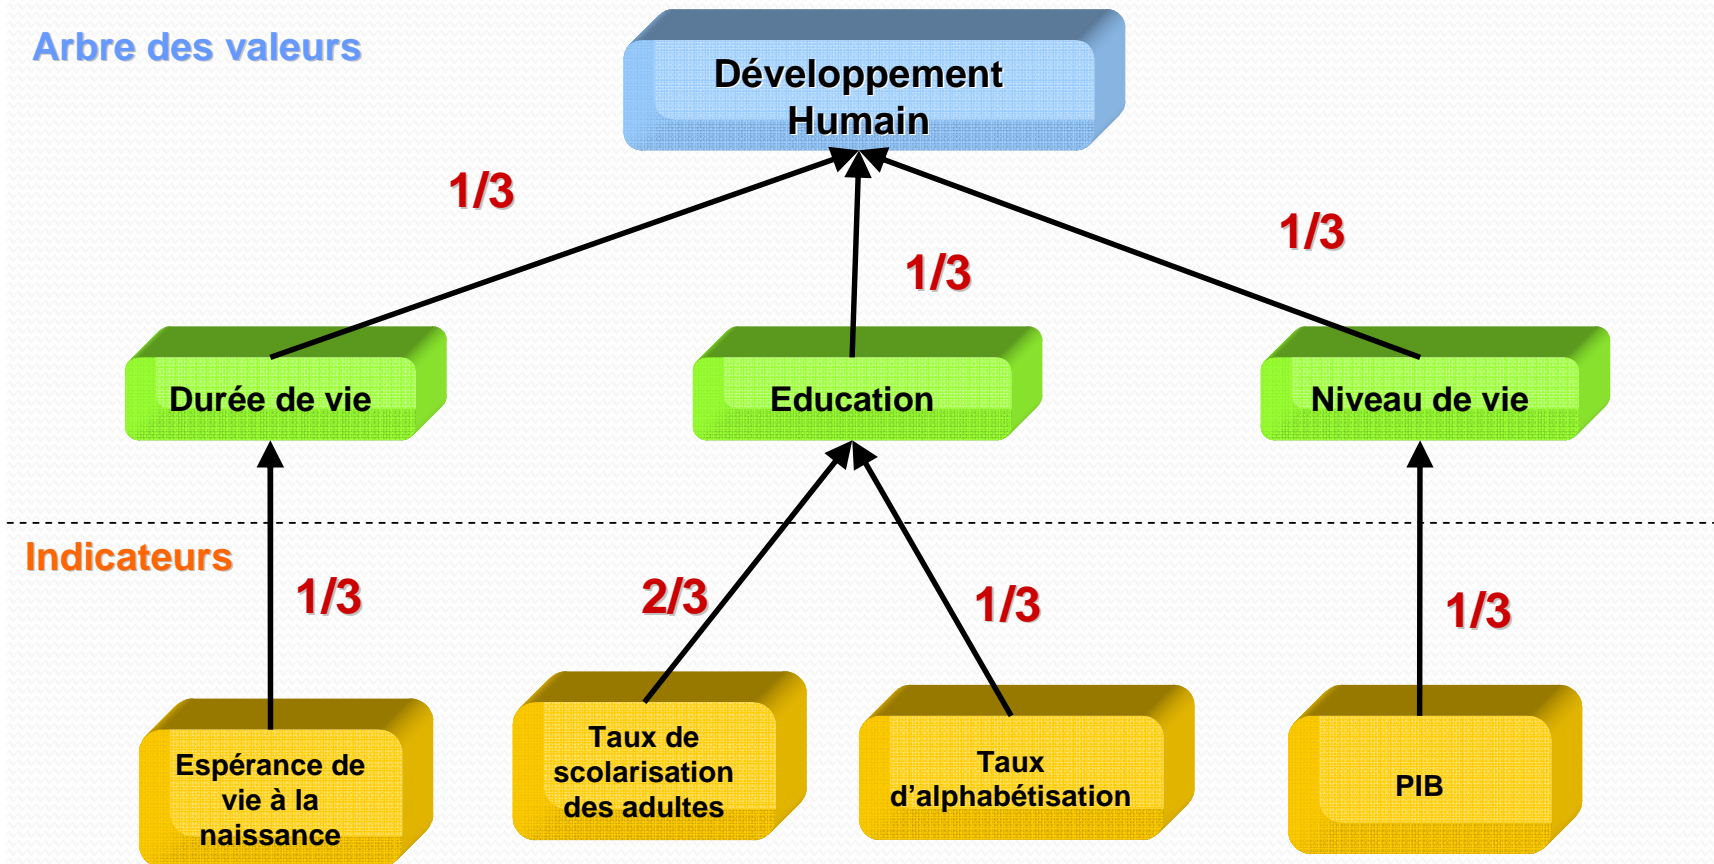 Arbre des valeurs
Développement
Humain
1/3
1/3
1/3
Durée de vie
Education
Niveau de vie
Indicateurs
1/3
2/3
1/3
1/3
Espérance de
vie à la
naissance
Taux de
scolarisation
des adultes
Taux
d’alphabétisation
PIB